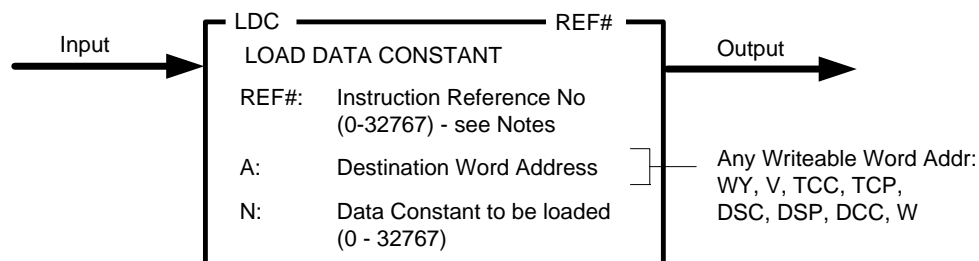 LDC REF#
Input
Output
LOAD DATA CONSTANT
REF#: Instruction Reference No
(0-32767) - see Notes
A: Destination Word Address
Any Writeable Word Addr:
WY, V, TCC, TCP,
DSC, DSP, DCC, W
N: Data Constant to be loaded
(0 - 32767)